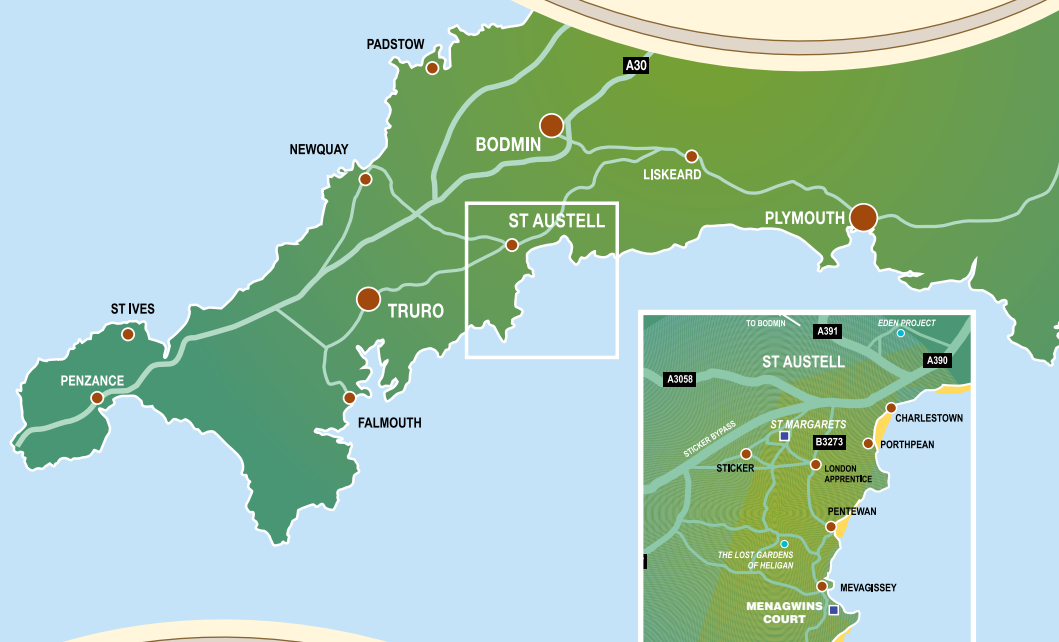 PADSTOW
A30
BODMIN
NEWQUAY
LISKEARD
ST AUSTELL
PLYMOUTH
TRURO
ST IVES
PENZANCE
FALMOUTH
TO BODMIN
A391
EDEN PROJECT
ST AUSTELL
A390
A3058
CHARLESTOWN
ST MARGARETS
STICKER BYPASS
B3273
PORTHPEAN
STICKER
LONDON
APPRENTICE
PENTEWAN
THE LOST GARDENS
OF HELIGAN
MEVAGISSEY
MENAGWINS
COURT